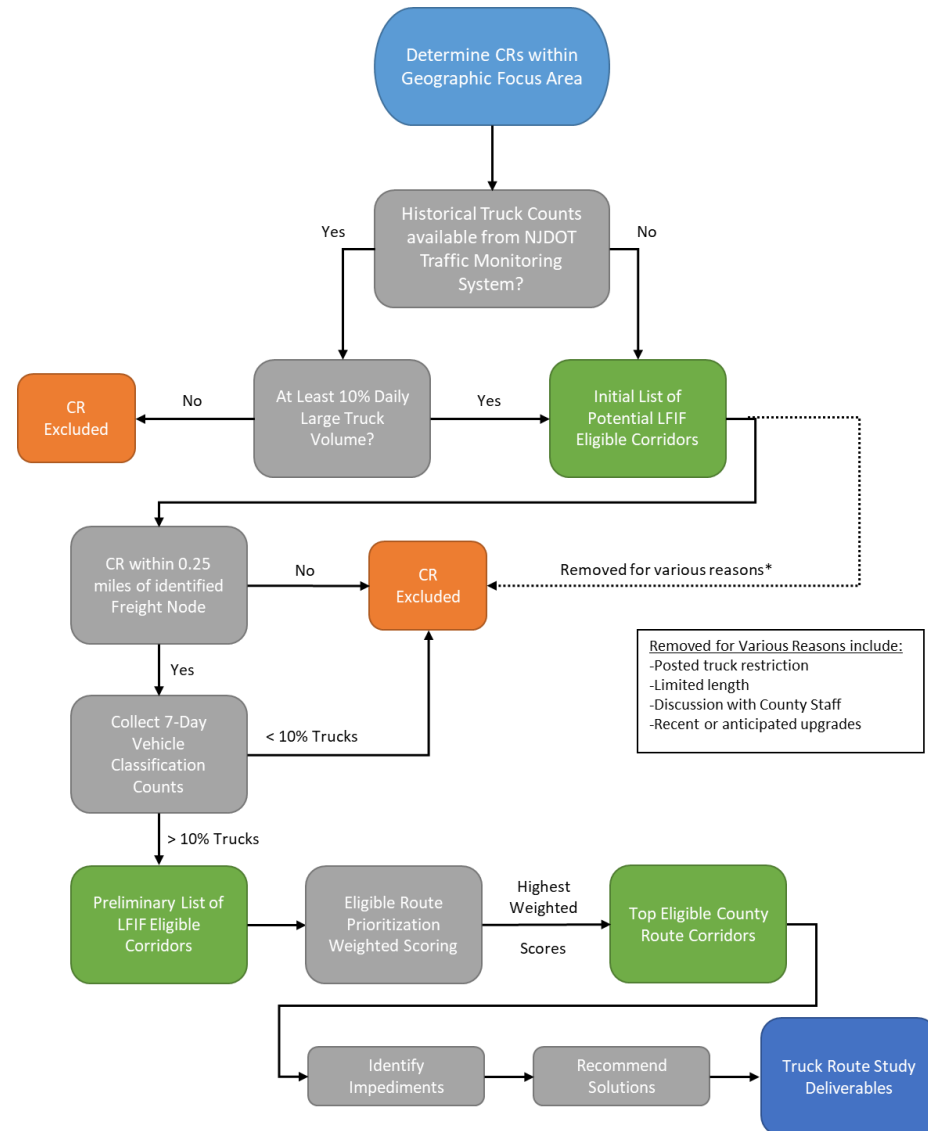 Determine CRs within
Geographic Focus Area
Historical Truck Counts
available from NJDOT
Traffic Monitoring
System?
Yes
No
CR
Excluded
No
At Least 10% Daily
Large Truck
Volume?
Yes
Initial List of
Potential LFIF
Eligible Corridors
CR within 0.25
miles of identified
Freight Node
No
CR
Excluded
Removed for various reasons*
Removed for Various Reasons include:
-Posted truck restriction
-Limited length
-Discussion with County Staff
-Recent or anticipated upgrades
Yes
Collect 7-Day
Vehicle
Classification
Counts
< 10% Trucks
> 10% Trucks
Preliminary List of
LFIF Eligible
Corridors
Eligible Route
Prioritization
Weighted Scoring
Highest
Weighted
Scores
Top Eligible County
Route Corridors
Identify
Impediments
Recommend
Solutions
Truck Route Study
Deliverables